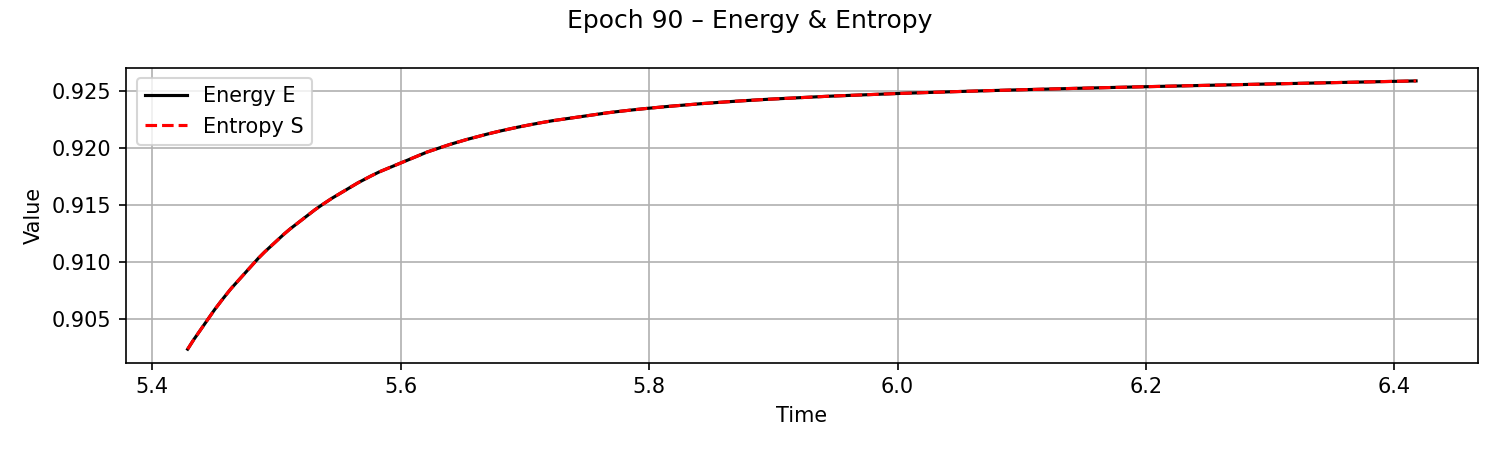 Epoch 90 – Energy & Entropy
Energy E
Entropy S
Value
0.925
0.920
0.915
0.910
0.905
5.4 5.6 5.8 6.0 6.2 6.4
Time